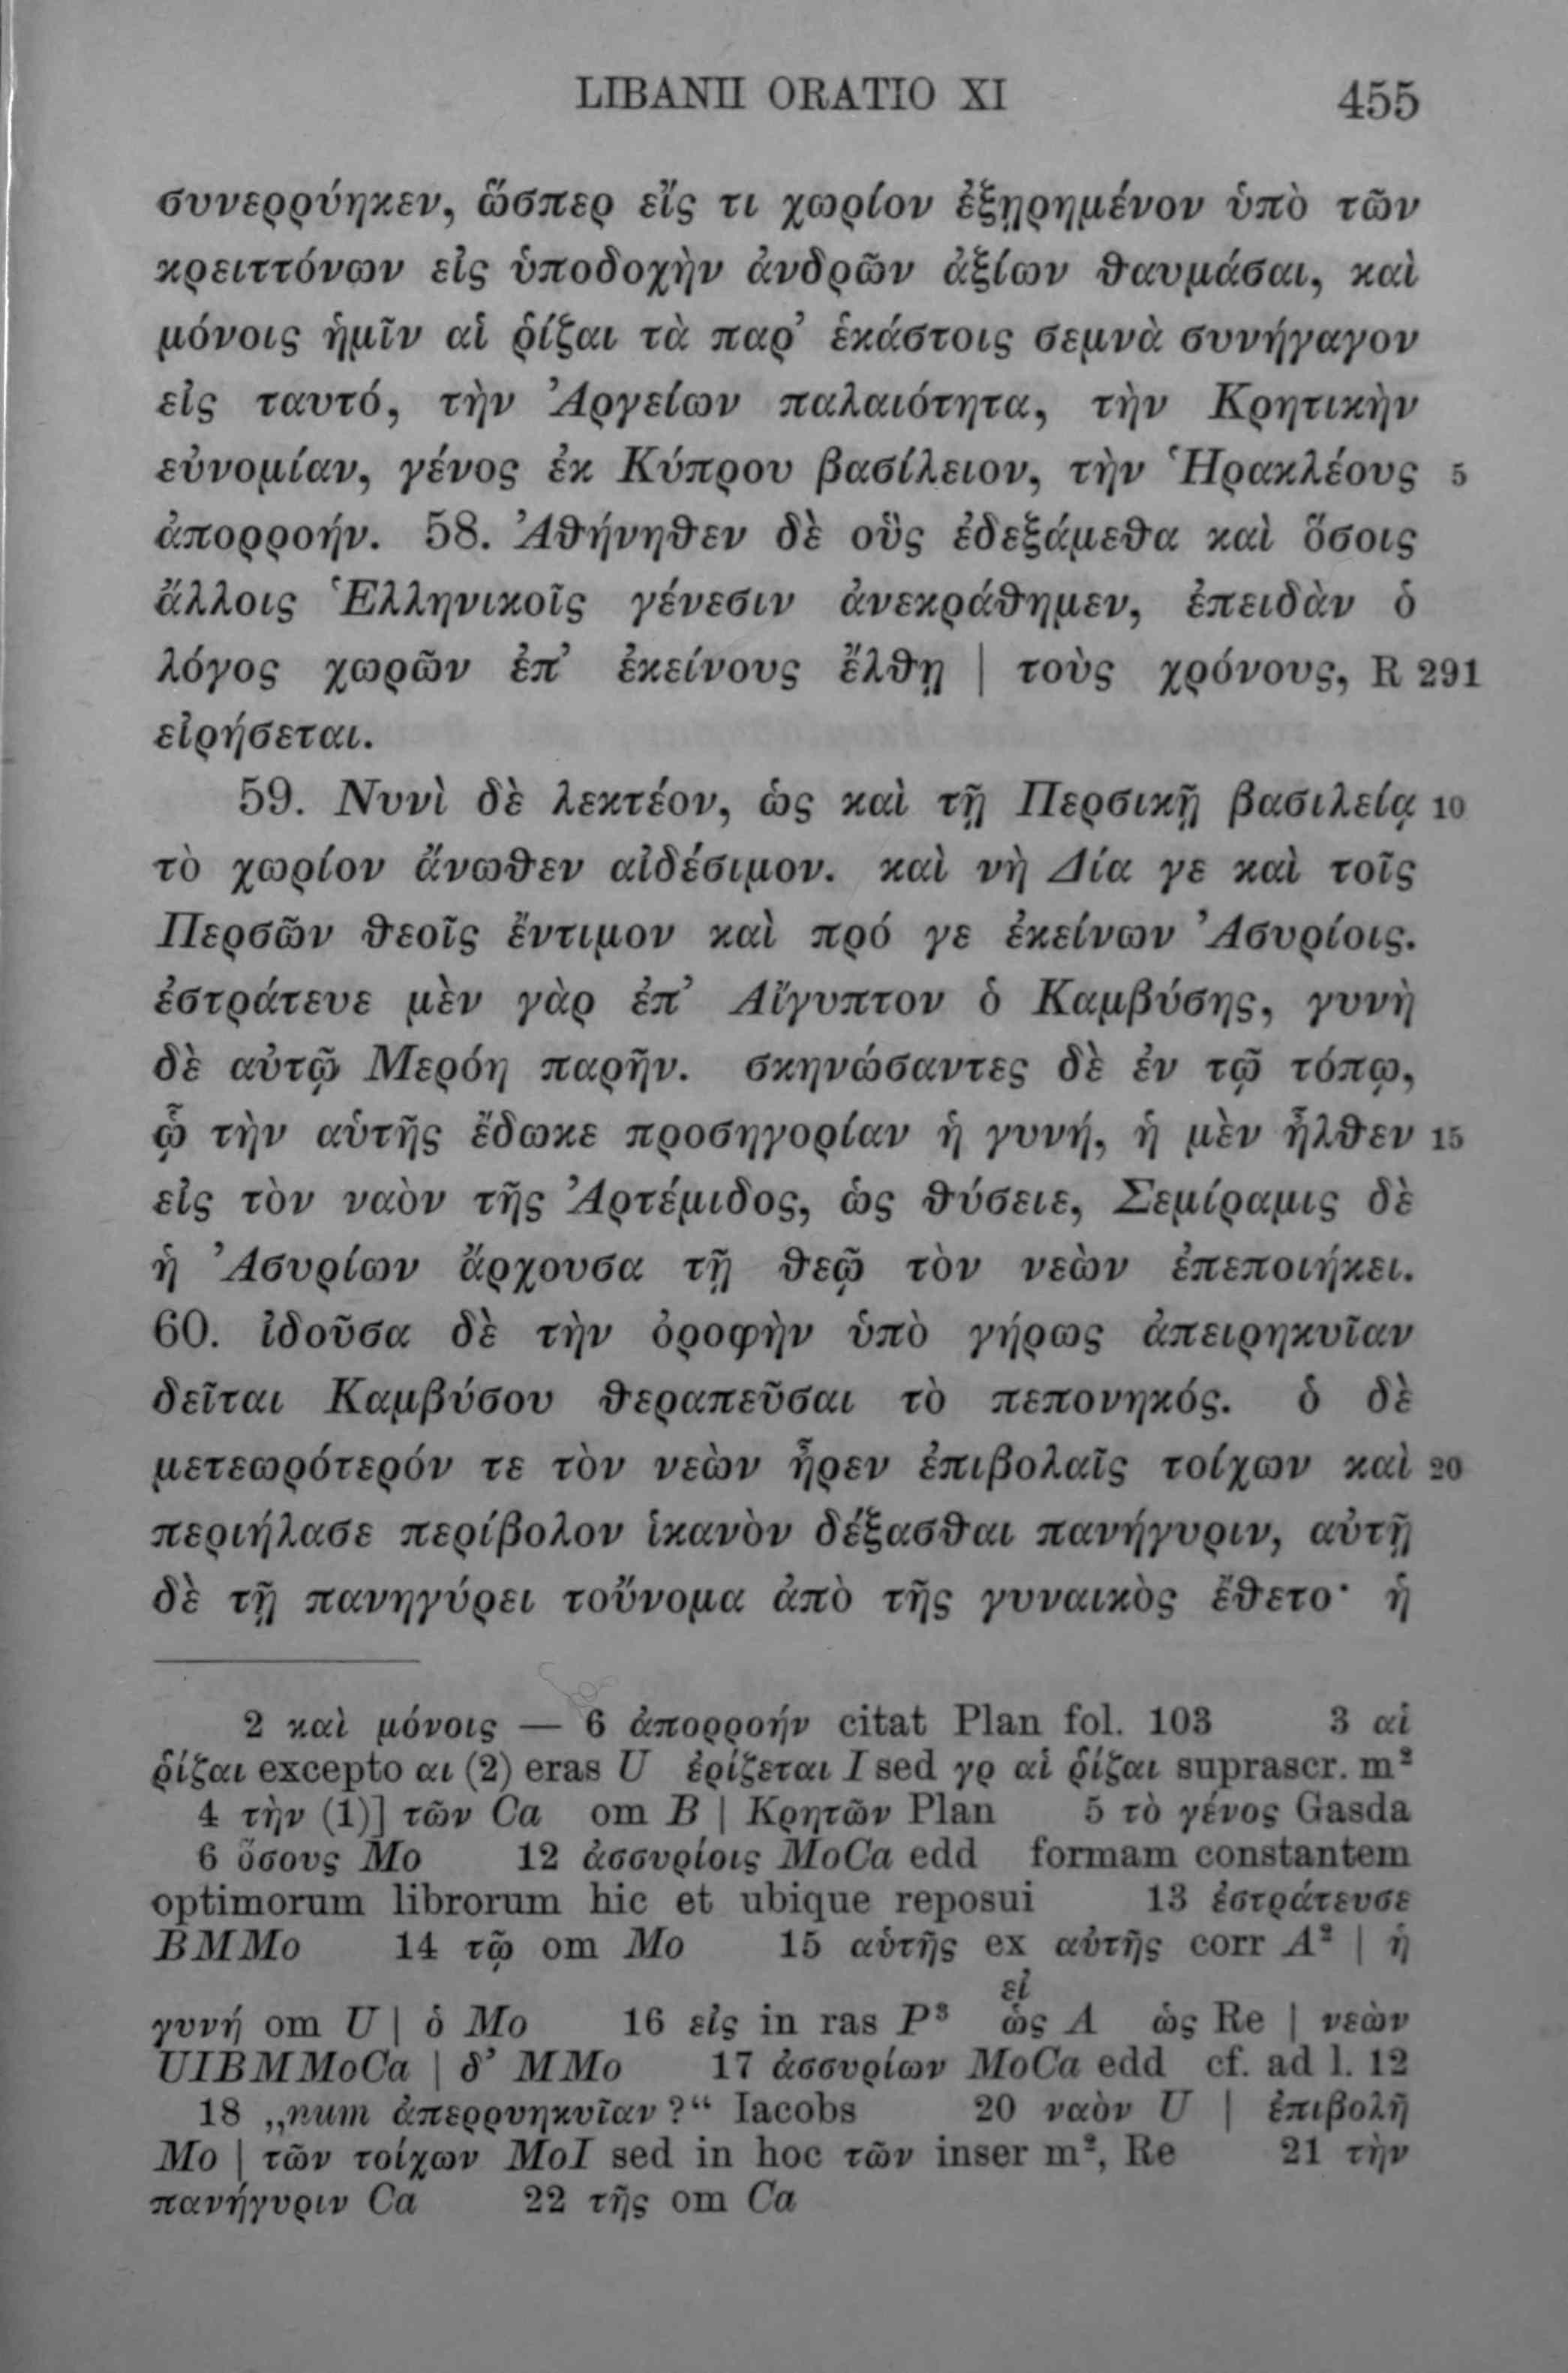 LIBANII ORATIO XI 455
συνερρύηκεν, ὥσπερ εἴς τι χωρίον ἐξῃρημένον ὑπὸ τῶν
κρειττόνων εἰς ὑποδοχὴν ἀνδρῶν ἀξίων θαυμάσαι, καὶ
μόνοις ἡμῖν αἱ ῥίζαι τὰ παρ’ ἑκάστοις σεμνὰ συνήγαγον
εἰς ταυτό, τὴν Ἀργείων παλαιότητα, τὴν Κρητικὴν
εὐνομίαν, γένος ἐκ Κύπρου βασίλειον, τὴν Ἡρακλέους 5
ἀπορροήν. 58. Ἀθήνηθεν δὲ οὓς ἐδεξάμεθα καὶ ὅσοις
ἄλλοις Ἑλληνικοῖς γένεσιν ἀνεκράθημεν, ἐπειδὰν ὁ
λόγος χωρῶν ἐπ’ ἐκείνους ἔλθῃ | τοὺς χρόνους, R 291
εἰρήσεται.
59. Νυνὶ δὲ λεκτέον, ὡς καὶ τῇ Περσικῇ βασιλείᾳ 10
τὸ χωρίον ἄνωθεν αἰδέσιμον. καὶ νὴ Δία γε καὶ τοῖς
Περσῶν θεοῖς ἔντιμον καὶ πρό γε ἐκείνων Ἀσυρίοις.
ἐστράτευε μὲν γὰρ ἐπ’ Αἴγυπτον ὁ Καμβύσης, γυνὴ
δὲ αὐτῷ Μερόη παρῆν. σκηνώσαντες δὲ ἐν τῷ τόπῳ,
ᾧ τὴν αὑτῆς ἔδωκε προσηγορίαν ἡ γυνή, ἡ μὲν ἦλθεν 15
εἰς τὸν ναὸν τῆς Ἀρτέμιδος, ὡς θύσειε, Σεμίραμις δὲ
ἡ Ἀσυρίων ἄρχουσα τῇ θεῷ τὸν νεὼν ἐπεποιήκει.
60. ἰδοῦσα δὲ τὴν ὀροφὴν ὑπὸ γήρως ἀπειρηκυῖαν
δεῖται Καμβύσου θεραπεῦσαι τὸ πεπονηκός. ὁ δὲ
μετεωρότερόν τε τὸν νεὼν ἦρεν ἐπιβολαῖς τοίχων καὶ 20
περιήλασε περίβολον ἱκανὸν δέξασθαι πανήγυριν, αὐτῇ
δὲ τῇ πανηγύρει τοὔνομα ἀπὸ τῆς γυναικὸς ἔθετο· ἡ
2 καὶ μόνοις — 6 ἀπορροήν citat Plan fol. 103 3 αἱ
ῥίζαι excepto αι (2) eras U ἐρίζεται I sed γρ αἱ ῥίζαι suprascr. m²
4 τὴν (1)] τῶν Ca om B | Κρητῶν Plan 5 τὸ γένος Gasda
6 ὅσους Mo 12 ἀσσυρίοις MoCa edd formam constantem
optimorum librorum hic et ubique reposui 13 ἐστράτευσε
BMMo 14 τῷ om Mo 15 αὑτῆς ex αὐτῆς corr A² | ἡ
εἰ
γυνή om U | ὁ Mo 16 εἰς in ras P³ ὡς A ὡς Re | νεὼν
UIBMMoCa | δ’ MMo 17 ἀσσυρίων MoCa edd cf. ad l. 12
18 „num ἀπερρυηκυῖαν?“ Iacobs 20 ναὸν U | ἐπιβολῇ
Mo | τῶν τοίχων MoI sed in hoc τῶν inser m², Re 21 τὴν
πανήγυριν Ca 22 τῆς om Ca